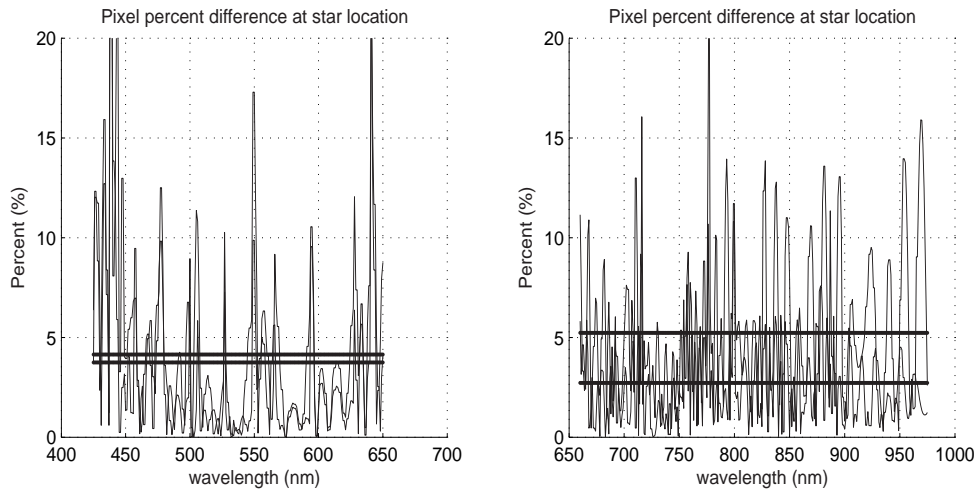 Pixel percent difference at star location
Percent (%)
20
15
10
5
0
400 450 500 550 600 650 700
wavelength (nm)
Pixel percent difference at star location
Percent (%)
20
15
10
5
0
650 700 750 800 850 900 950 1000
wavelength (nm)